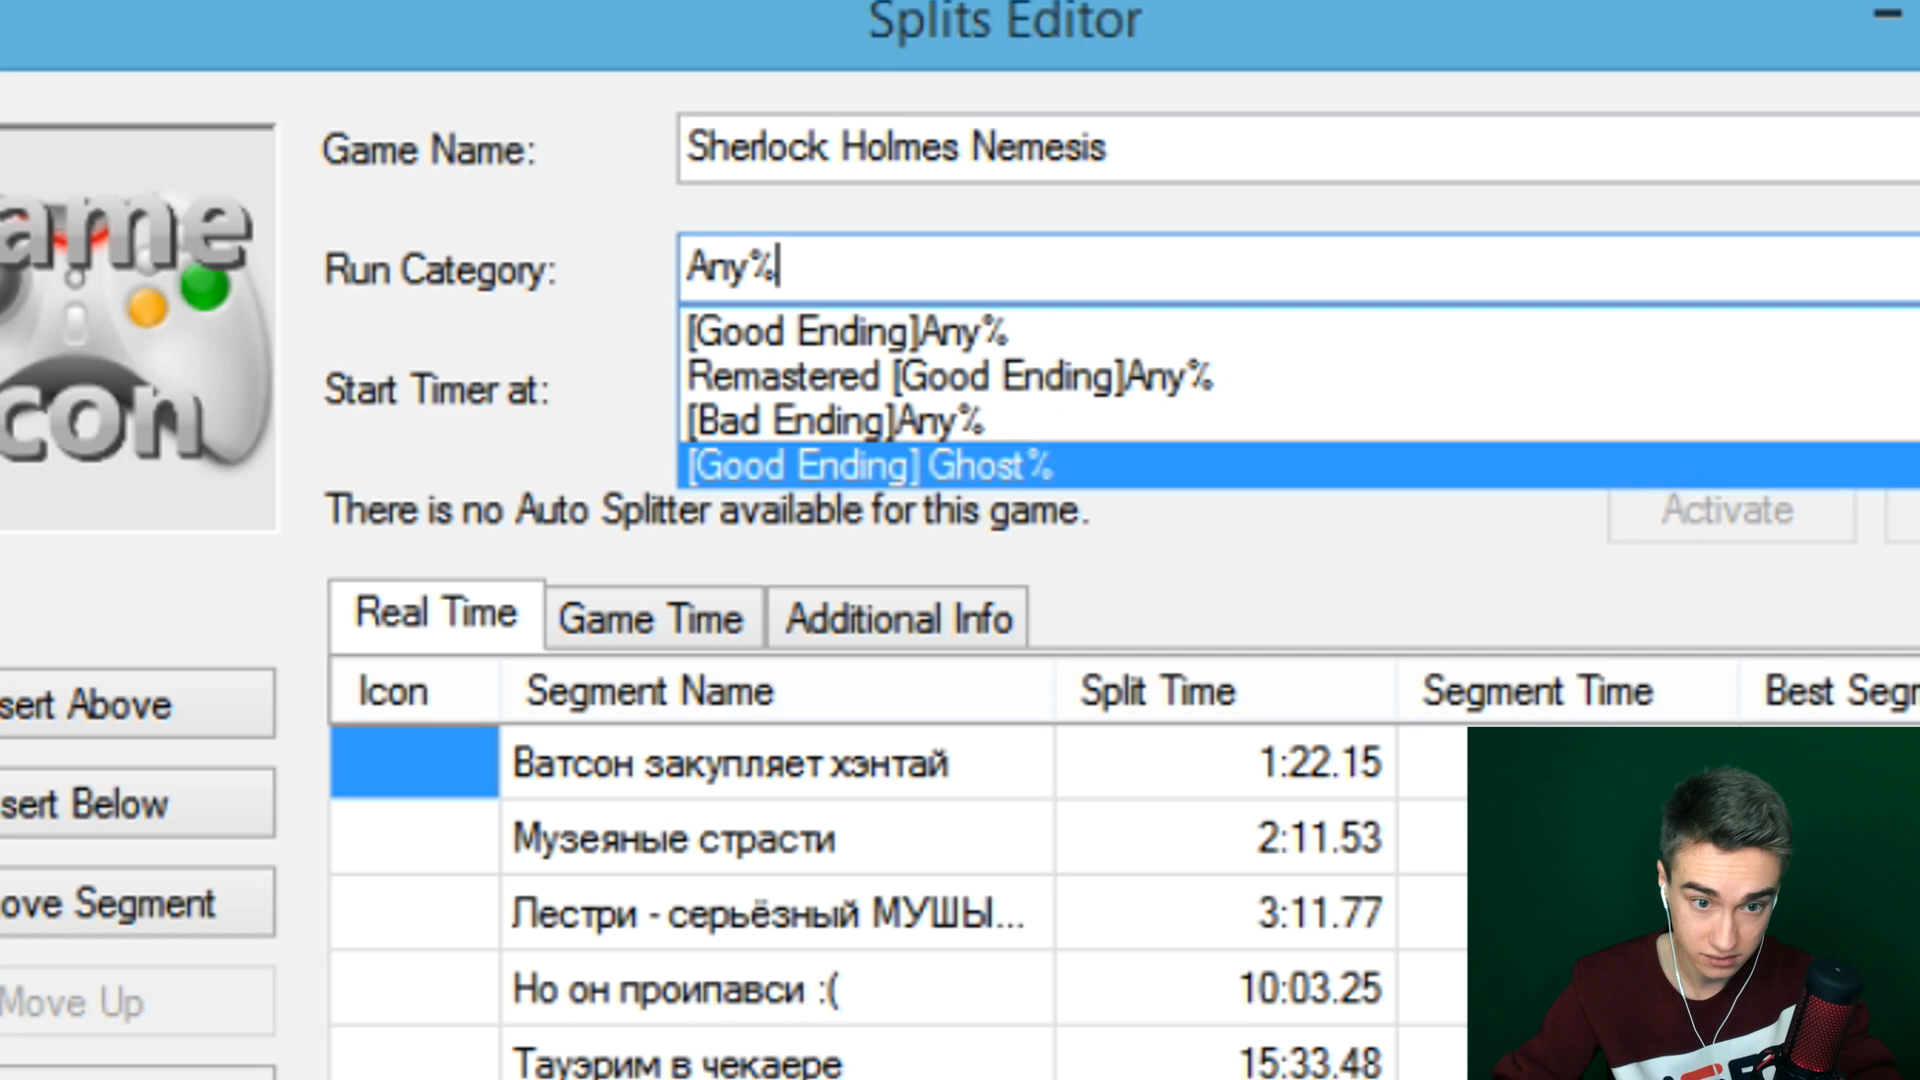 Splits Editor
ame
con
Game Name:
Sherlock Holmes Nemesis
Run Category:
Any%
[Good Ending]Any%
Remastered [Good Ending]Any%
[Bad Ending]Any%
[Good Ending] Ghost%
Start Timer at:
There is no Auto Splitter available for this game.
Activate
Real Time
Game Time
Additional Info
Icon
Segment Name
Split Time
Segment Time
Best Segm
sert Above
sert Below
ove Segment
Move Up
Ватсон закупляет хэнтай
1:22.15
Музеяные страсти
2:11.53
Лестри - серьёзный МУШЫ...
3:11.77
Но он проипавси :(
10:03.25
Тауэрим в чекаере
15:33.48